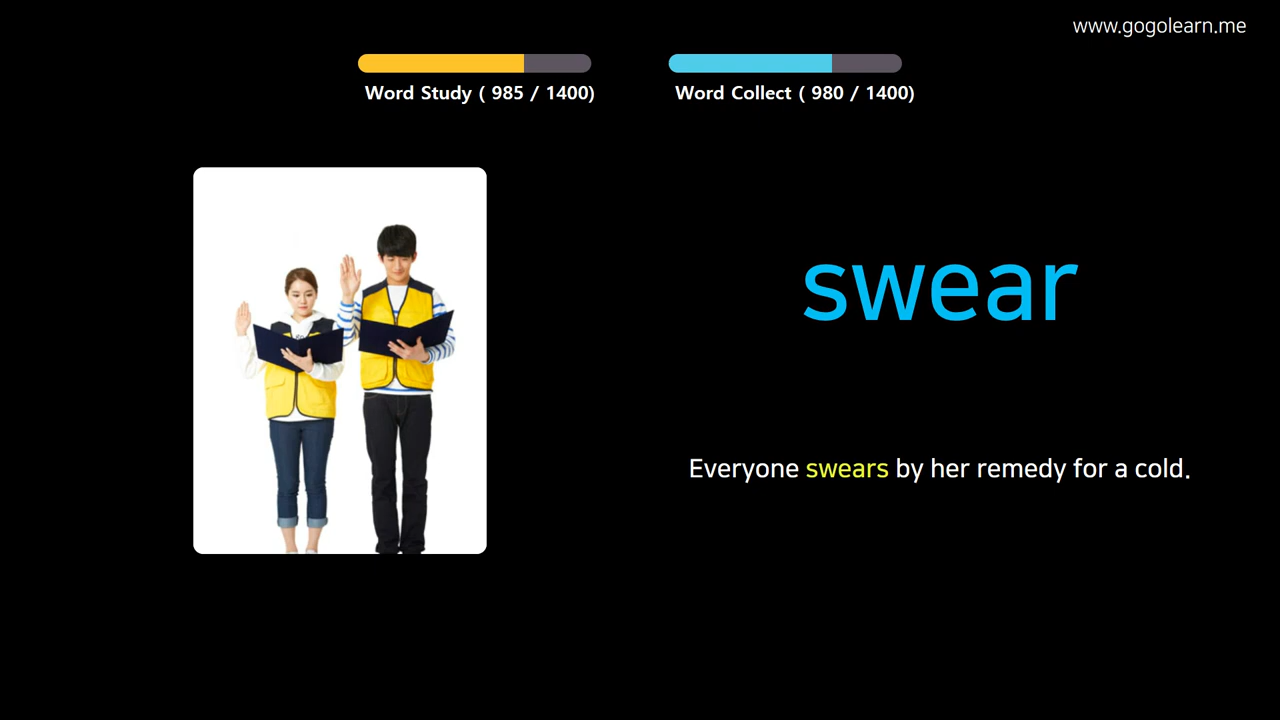 www.gogolearn.me
Word Study ( 985 / 1400)
Word Collect ( 980 / 1400)
swear
Everyone swears by her remedy for a cold.